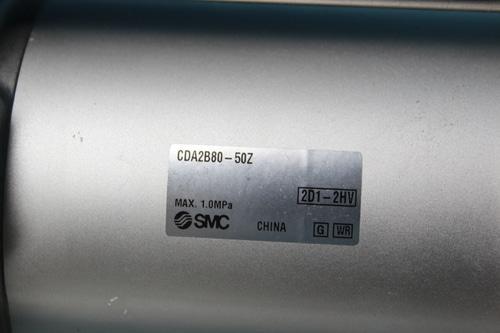 CDA2B80-50Z
2D1-2HV
MAX. 1.0MPa
SMC CHINA G WR